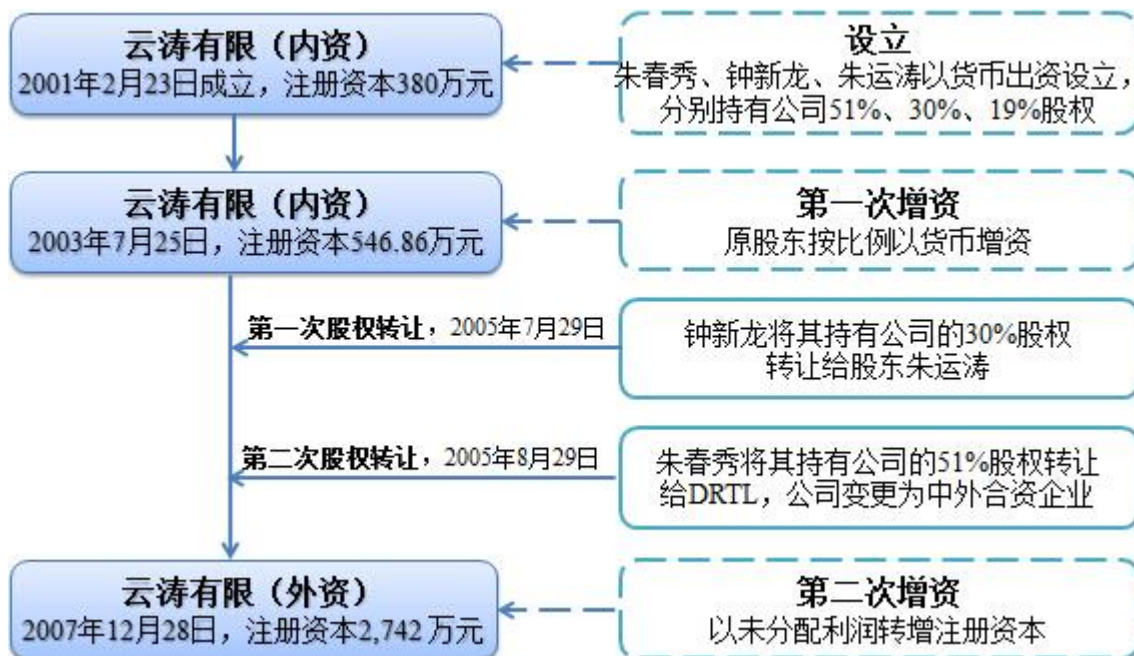 云涛有限（内资）
2001年2月23日成立，注册资本380万元
设立
朱春秀、钟新龙、朱运涛以货币出资设立，
分别持有公司51%、30%、19%股权
云涛有限（内资）
2003年7月25日，注册资本546.86万元
第一次增资
原股东按比例以货币增资
第一次股权转让，2005年7月29日
钟新龙将其持有公司的30%股权
转让给股东朱运涛
第二次股权转让，2005年8月29日
朱春秀将其持有公司的51%股权转让
给DRTL，公司变更为中外合资企业
云涛有限（外资）
2007年12月28日，注册资本2,742 万元
第二次增资
以未分配利润转增注册资本